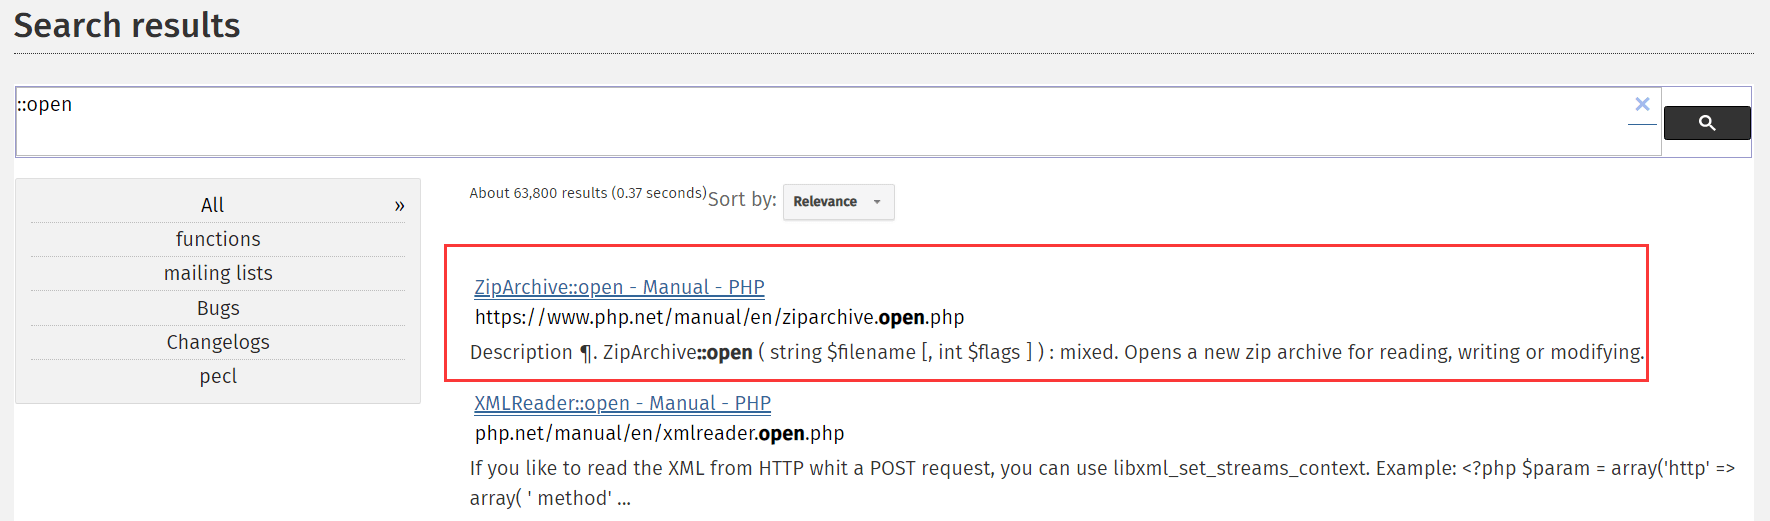 Search results
::open
×
All »
functions
mailing lists
Bugs
Changelogs
pecl
About 63,800 results (0.37 seconds) Sort by: Relevance
ZipArchive::open - Manual - PHP
https://www.php.net/manual/en/ziparchive.open.php
Description ¶. ZipArchive::open ( string $filename [, int $flags ] ) : mixed. Opens a new zip archive for reading, writing or modifying.
XMLReader::open - Manual - PHP
php.net/manual/en/xmlreader.open.php
If you like to read the XML from HTTP whit a POST request, you can use libxml_set_streams_context. Example: <?php $param = array('http' =>
array( ' method' ...